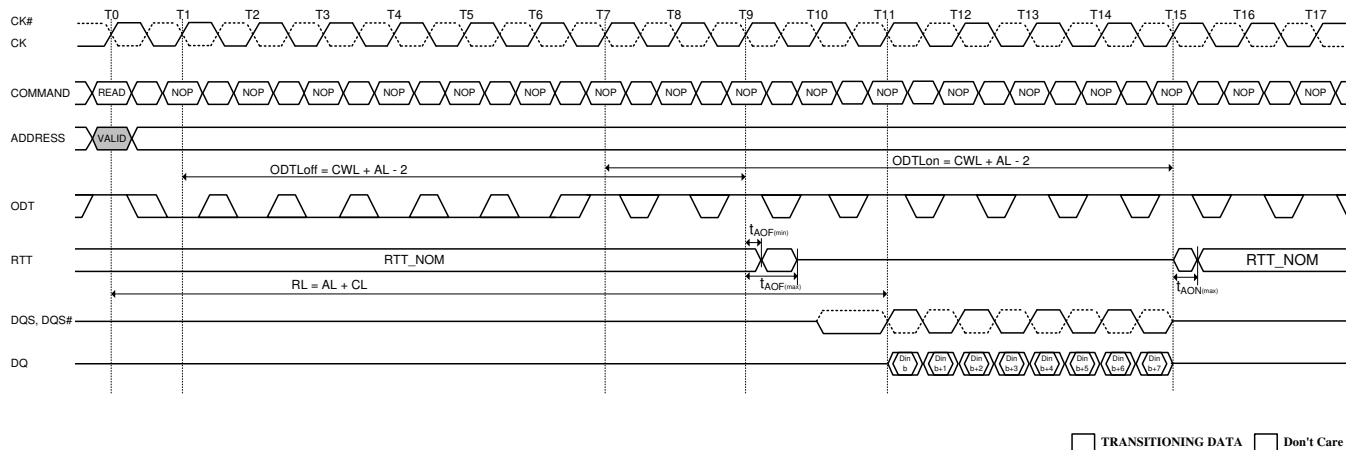 T0 T1 T2 T3 T4 T5 T6 T7 T8 T9 T10 T11 T12 T13 T14 T15 T16 T17
CK#
CK
COMMAND READ NOP NOP NOP NOP NOP NOP NOP NOP NOP NOP NOP NOP NOP NOP NOP NOP NOP
ADDRESS VALID
ODTLoff = CWL + AL - 2 ODTLon = CWL + AL - 2
ODT
tAOF(min)
RTT RTT_NOM RTT_NOM
tAOF(max) tAON(max)
RL = AL + CL
DQS, DQS#
DQ Din b Din b+1 Din b+2 Din b+3 Din b+4 Din b+5 Din b+6 Din b+7
TRANSITIONING DATA Don't Care